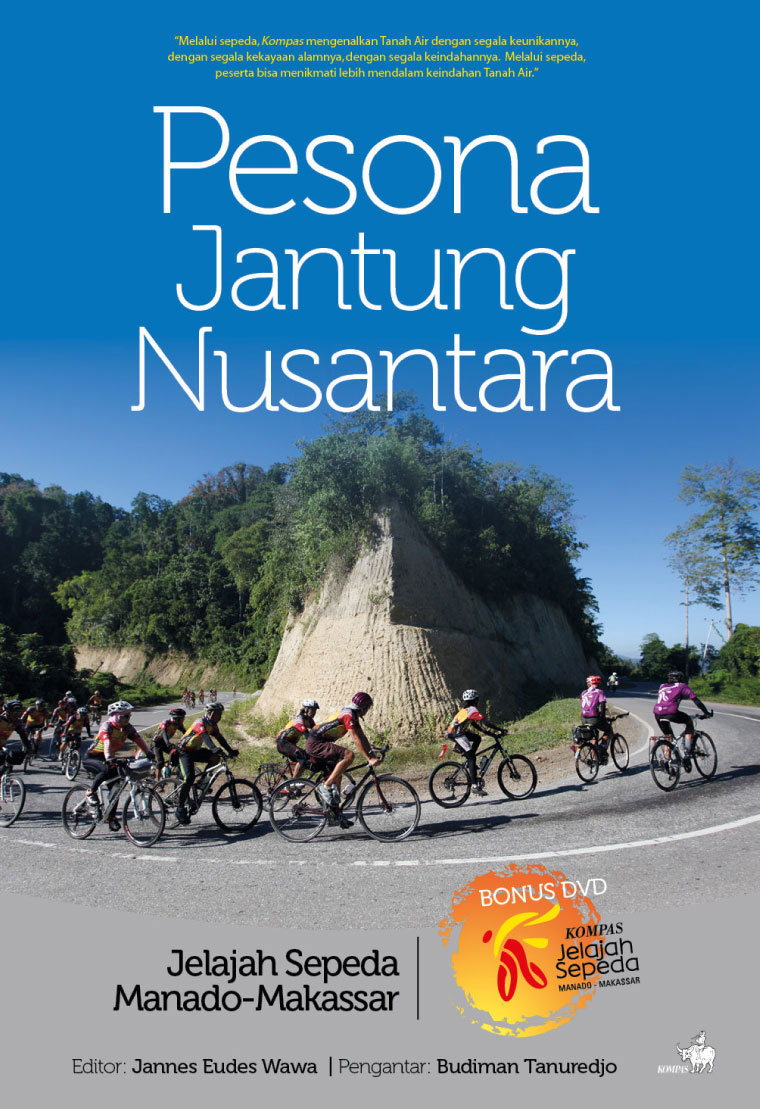 “Melalui sepeda, Kompas mengenalkan Tanah Air dengan segala keunikannya,
dengan segala kekayaan alamnya, dengan segala keindahannya. Melalui sepeda,
peserta bisa menikmati lebih mendalam keindahan Tanah Air.”
Pesona
Jantung
Nusantara
BONUS DVD
KOMPAS
Jelajah
Sepeda
MANADO - MAKASSAR
Jelajah Sepeda
Manado-Makassar
Editor: Jannes Eudes Wawa | Pengantar: Budiman Tanuredjo
KOMPAS